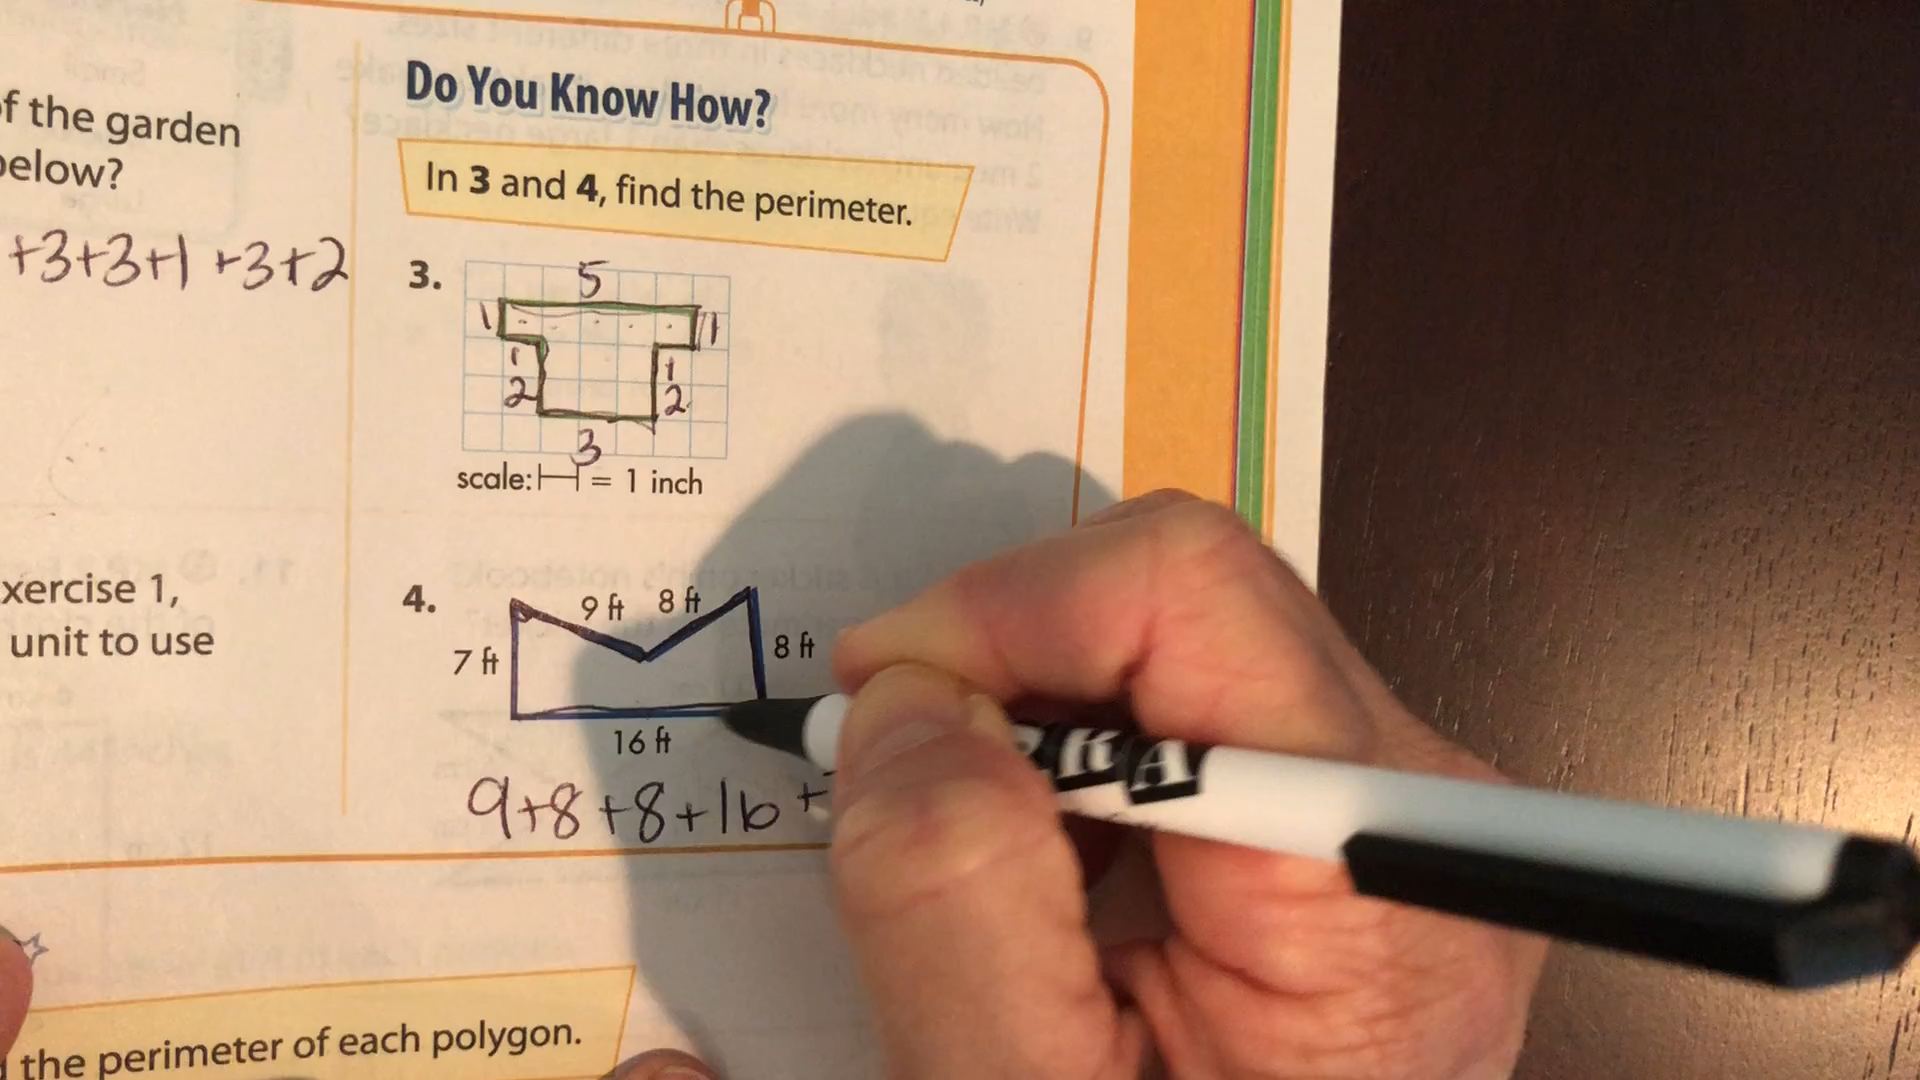 f the garden
below?
+3+3+1+3+2
xercise 1,
unit to use
Do You Know How?
In 3 and 4, find the perimeter.
3.
5
1 1
1 1
2 2
3
scale: = 1 inch
4.
9 ft 8 ft
7 ft 8 ft
16 ft
9+8+8+16+
the perimeter of each polygon.